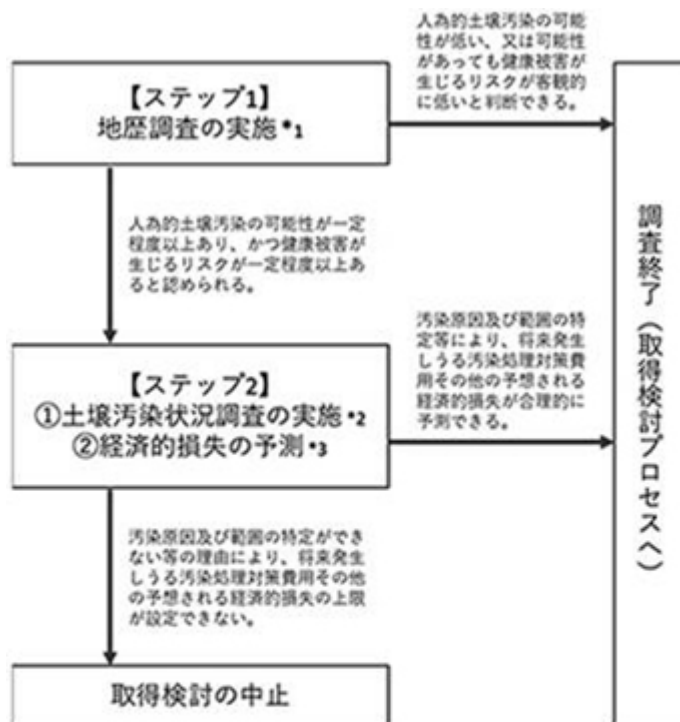 【ステップ1】
地歴調査の実施*1
人為的土壌汚染の可能
性が低い、又は可能性
があっても健康被害が
生じるリスクが客観的
に低いと判断できる。
人為的土壌汚染の可能性が一定
程度以上あり、かつ健康被害が
生じるリスクが一定程度以上あ
ると認められる。
【ステップ2】
①土壌汚染状況調査の実施*2
②経済的損失の予測*3
汚染原因及び範囲の特
定等により、将来発生
しうる汚染処理対策費
用その他の予想される
経済的損失が合理的に
予測できる。
汚染原因及び範囲の特定ができ
ない等の理由により、将来発生
しうる汚染処理対策費用その他
の予想される経済的損失の上限
が設定できない。
取得検討の中止
調査終了（取得検討プロセスへ）